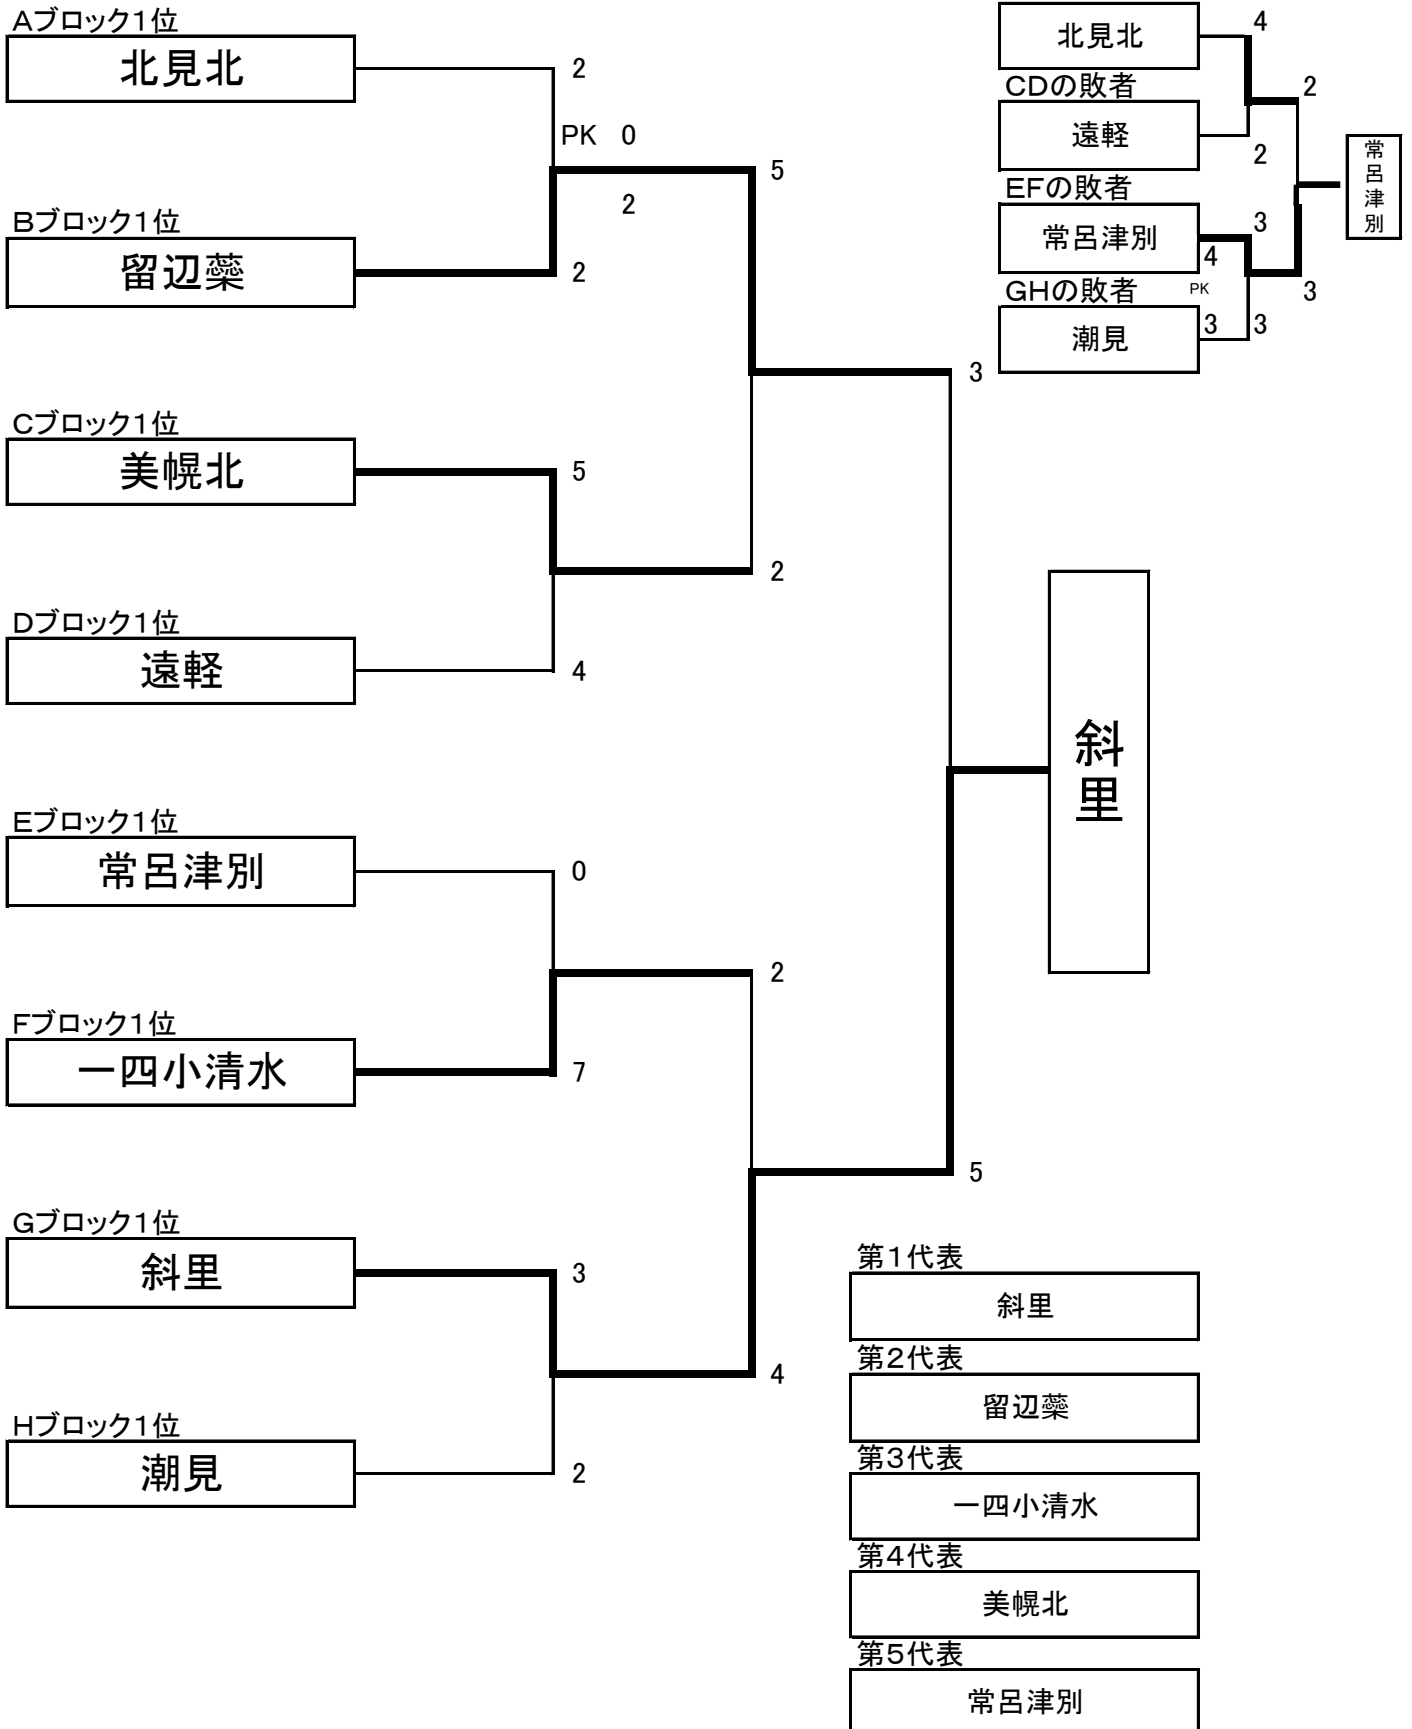 Aブロック1位
北見北
2
PK 0
2
5
Bブロック1位
留辺蘂
2
Cブロック1位
美幌北
5
2
2
Dブロック1位
遠軽
4
3
Eブロック1位
常呂津別
0
2
Fブロック1位
一四小清水
7
5
Gブロック1位
斜里
3
4
Hブロック1位
潮見
2
斜里
北見北
4
CDの敗者
遠軽
2
2
EFの敗者
常呂津別
4
3
3
GHの敗者
PK
潮見
3
3
常呂津別
第1代表
斜里
第2代表
留辺蘂
第3代表
一四小清水
第4代表
美幌北
第5代表
常呂津別